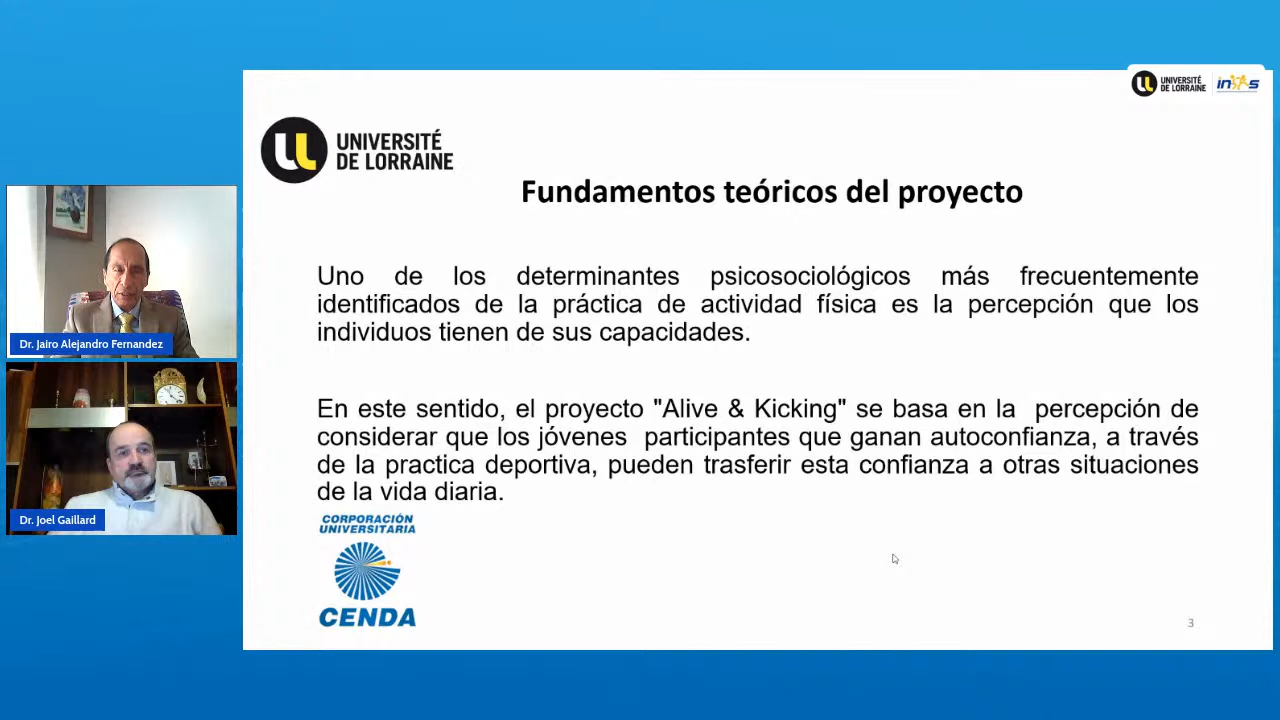 UNIVERSITÉ
DE LORRAINE
inos
UNIVERSITÉ
DE LORRAINE
Fundamentos teóricos del proyecto
Uno de los determinantes psicosociológicos más frecuentemente
identificados de la práctica de actividad física es la percepción que los
individuos tienen de sus capacidades.
En este sentido, el proyecto "Alive & Kicking" se basa en la percepción de
considerar que los jóvenes participantes que ganan autoconfianza, a través
de la practica deportiva, pueden trasferir esta confianza a otras situaciones
de la vida diaria.
CORPORACIÓN
UNIVERSITARIA
CENDA
3
Dr. Jairo Alejandro Fernandez
Dr. Joel Gaillard